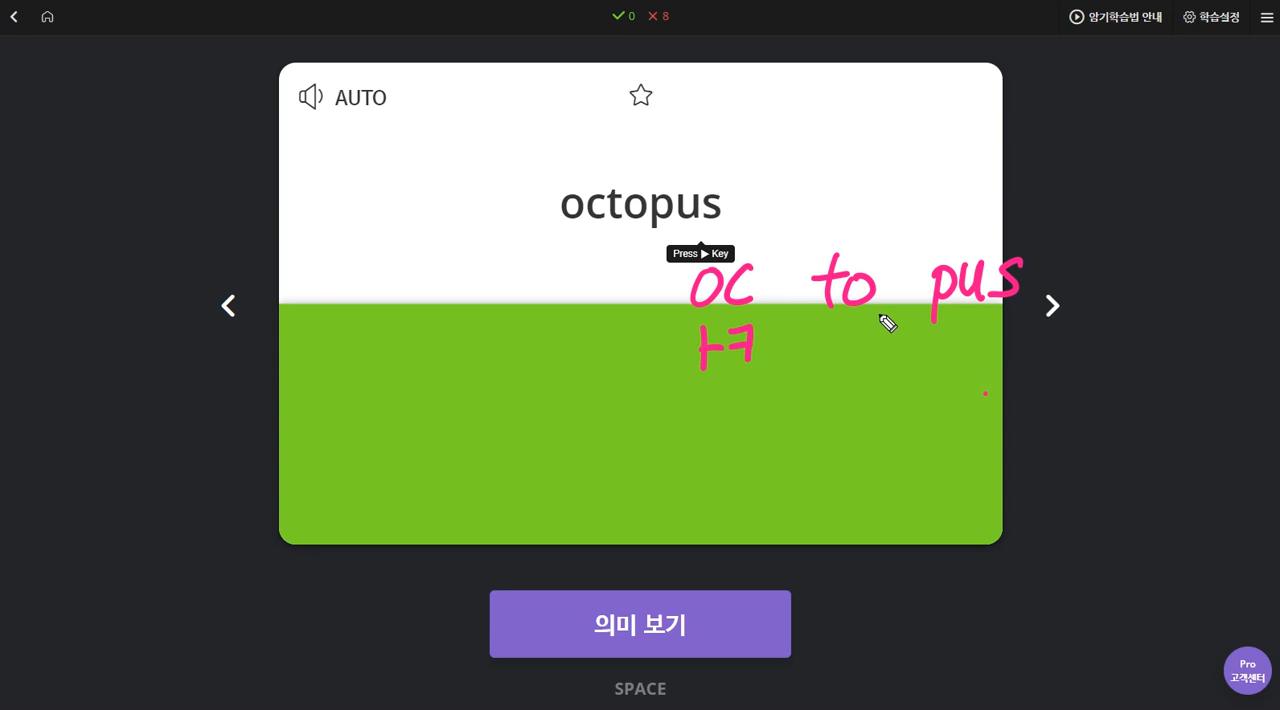 0 8 암기학습법 안내 학습설정
AUTO
octopus
Press ▶ Key
oc to pus
ㅏㅋ
의미 보기
SPACE
Pro
고객센터